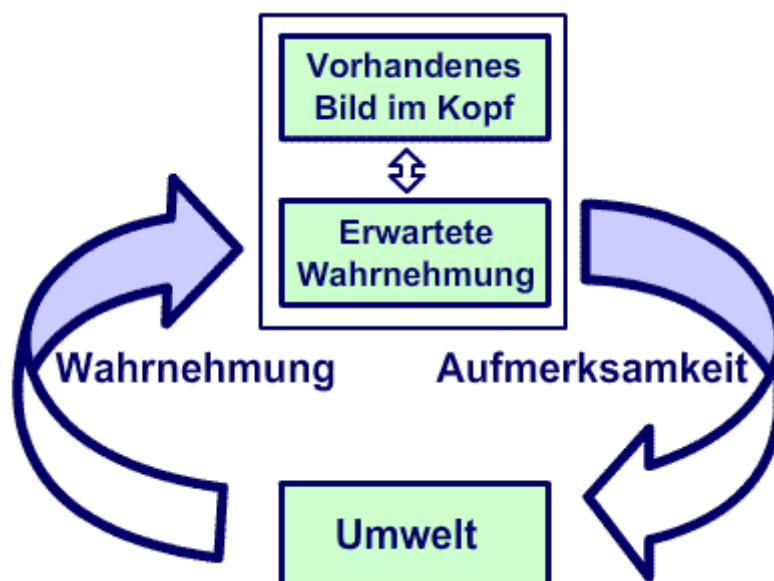 Vorhandenes
Bild im Kopf
Erwartete
Wahrnehmung
Wahrnehmung
Aufmerksamkeit
Umwelt